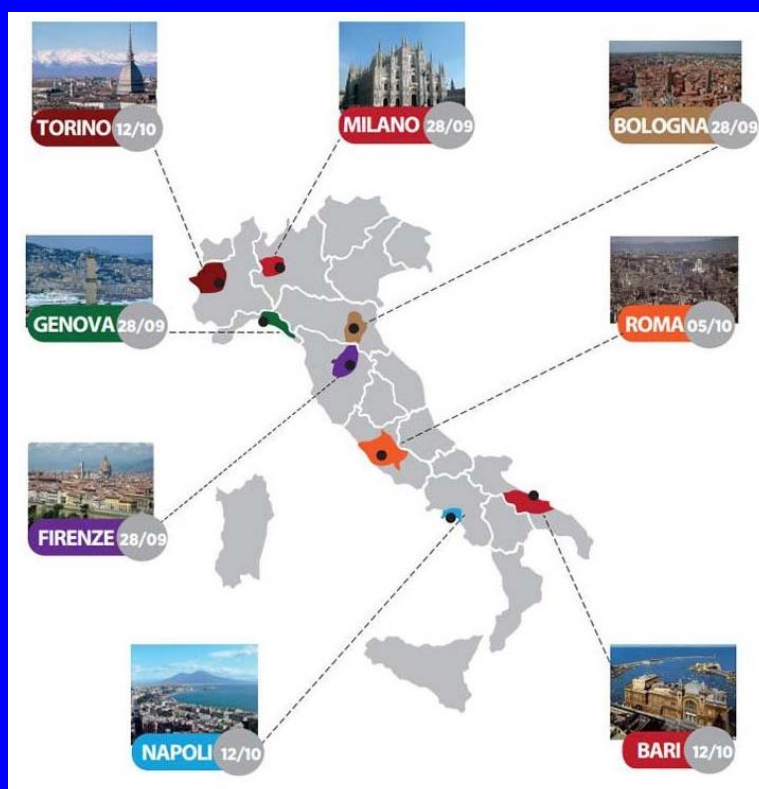 TORINO 12/10
MILANO 28/09
BOLOGNA 28/09
GENOVA 28/09
ROMA 05/10
FIRENZE 28/09
NAPOLI 12/10
BARI 12/10